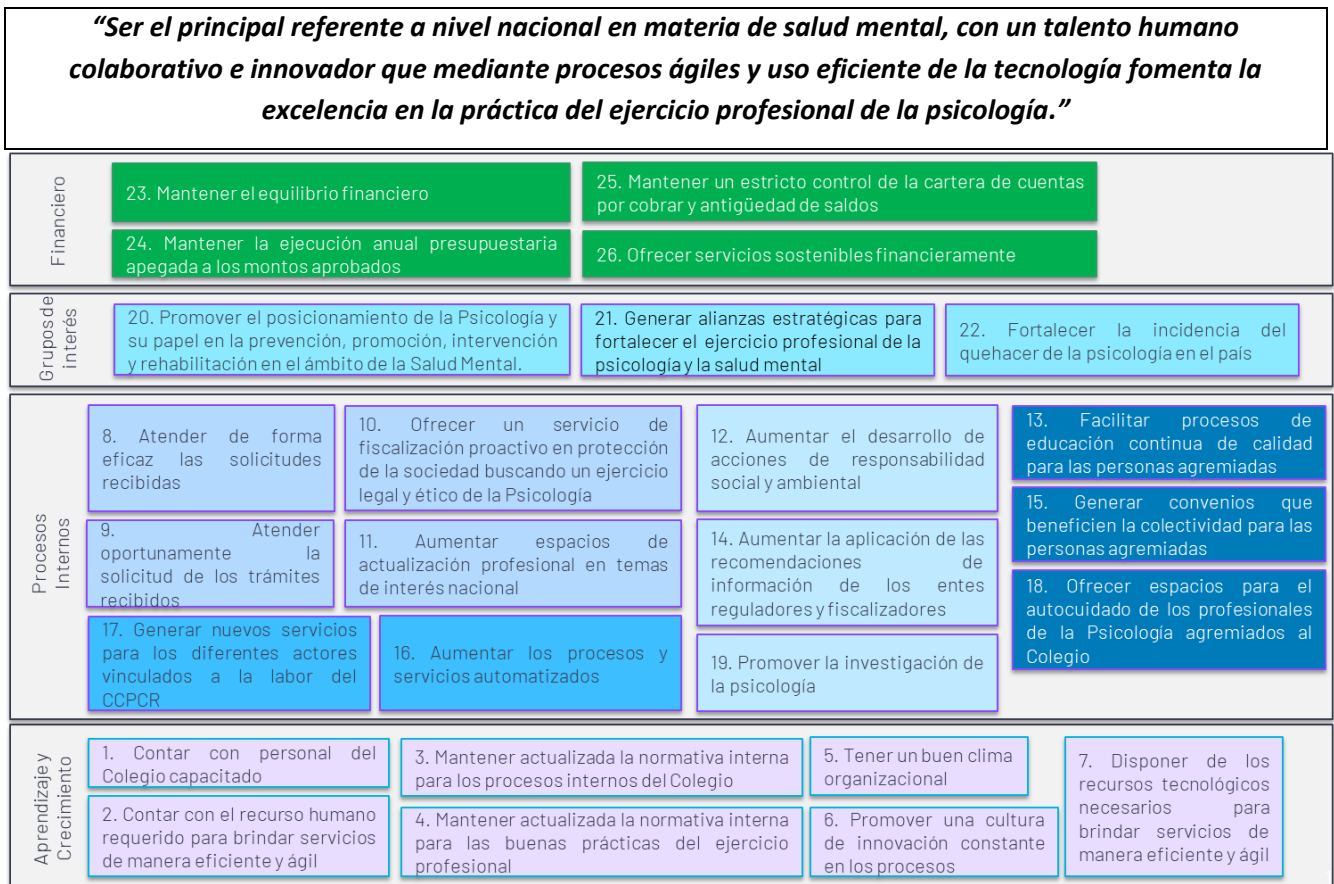 “Ser el principal referente a nivel nacional en materia de salud mental, con un talento humano
colaborativo e innovador que mediante procesos ágiles y uso eficiente de la tecnología fomenta la
excelencia en la práctica del ejercicio profesional de la psicología.”
Financiero
23. Mantener el equilibrio financiero
25. Mantener un estricto control de la cartera de cuentas
por cobrar y antigüedad de saldos
24. Mantener la ejecución anual presupuestaria
apegada a los montos aprobados
26. Ofrecer servicios sostenibles financieramente
Grupos de
interés
20. Promover el posicionamiento de la Psicología y
su papel en la prevención, promoción, intervención
y rehabilitación en el ámbito de la Salud Mental.
21. Generar alianzas estratégicas para
fortalecer el ejercicio profesional de la
psicología y la salud mental
22. Fortalecer la incidencia del
quehacer de la psicología en el país
Procesos
Internos
8. Atender de forma
eficaz las solicitudes
recibidas
10. Ofrecer un servicio de
fiscalización proactivo en protección
de la sociedad buscando un ejercicio
legal y ético de la Psicología
12. Aumentar el desarrollo de
acciones de responsabilidad
social y ambiental
13. Facilitar procesos de
educación continua de calidad
para las personas agremiadas
9. Atender
oportunamente la
solicitud de los trámites
recibidos
11. Aumentar espacios de
actualización profesional en temas
de interés nacional
14. Aumentar la aplicación de las
recomendaciones de
información de los entes
reguladores y fiscalizadores
15. Generar convenios que
beneficien la colectividad para las
personas agremiadas
17. Generar nuevos servicios
para los diferentes actores
vinculados a la labor del
CCPCR
16. Aumentar los procesos y
servicios automatizados
19. Promover la investigación de
la psicología
18. Ofrecer espacios para el
autocuidado de los profesionales
de la Psicología agremiados al
Colegio
Aprendizaje y
Crecimiento
1. Contar con personal del
Colegio capacitado
3. Mantener actualizada la normativa interna
para los procesos internos del Colegio
5. Tener un buen clima
organizacional
7. Disponer de los
recursos tecnológicos
necesarios para
brindar servicios de
manera eficiente y ágil
2. Contar con el recurso humano
requerido para brindar servicios
de manera eficiente y ágil
4. Mantener actualizada la normativa interna
para las buenas prácticas del ejercicio
profesional
6. Promover una cultura
de innovación constante
en los procesos